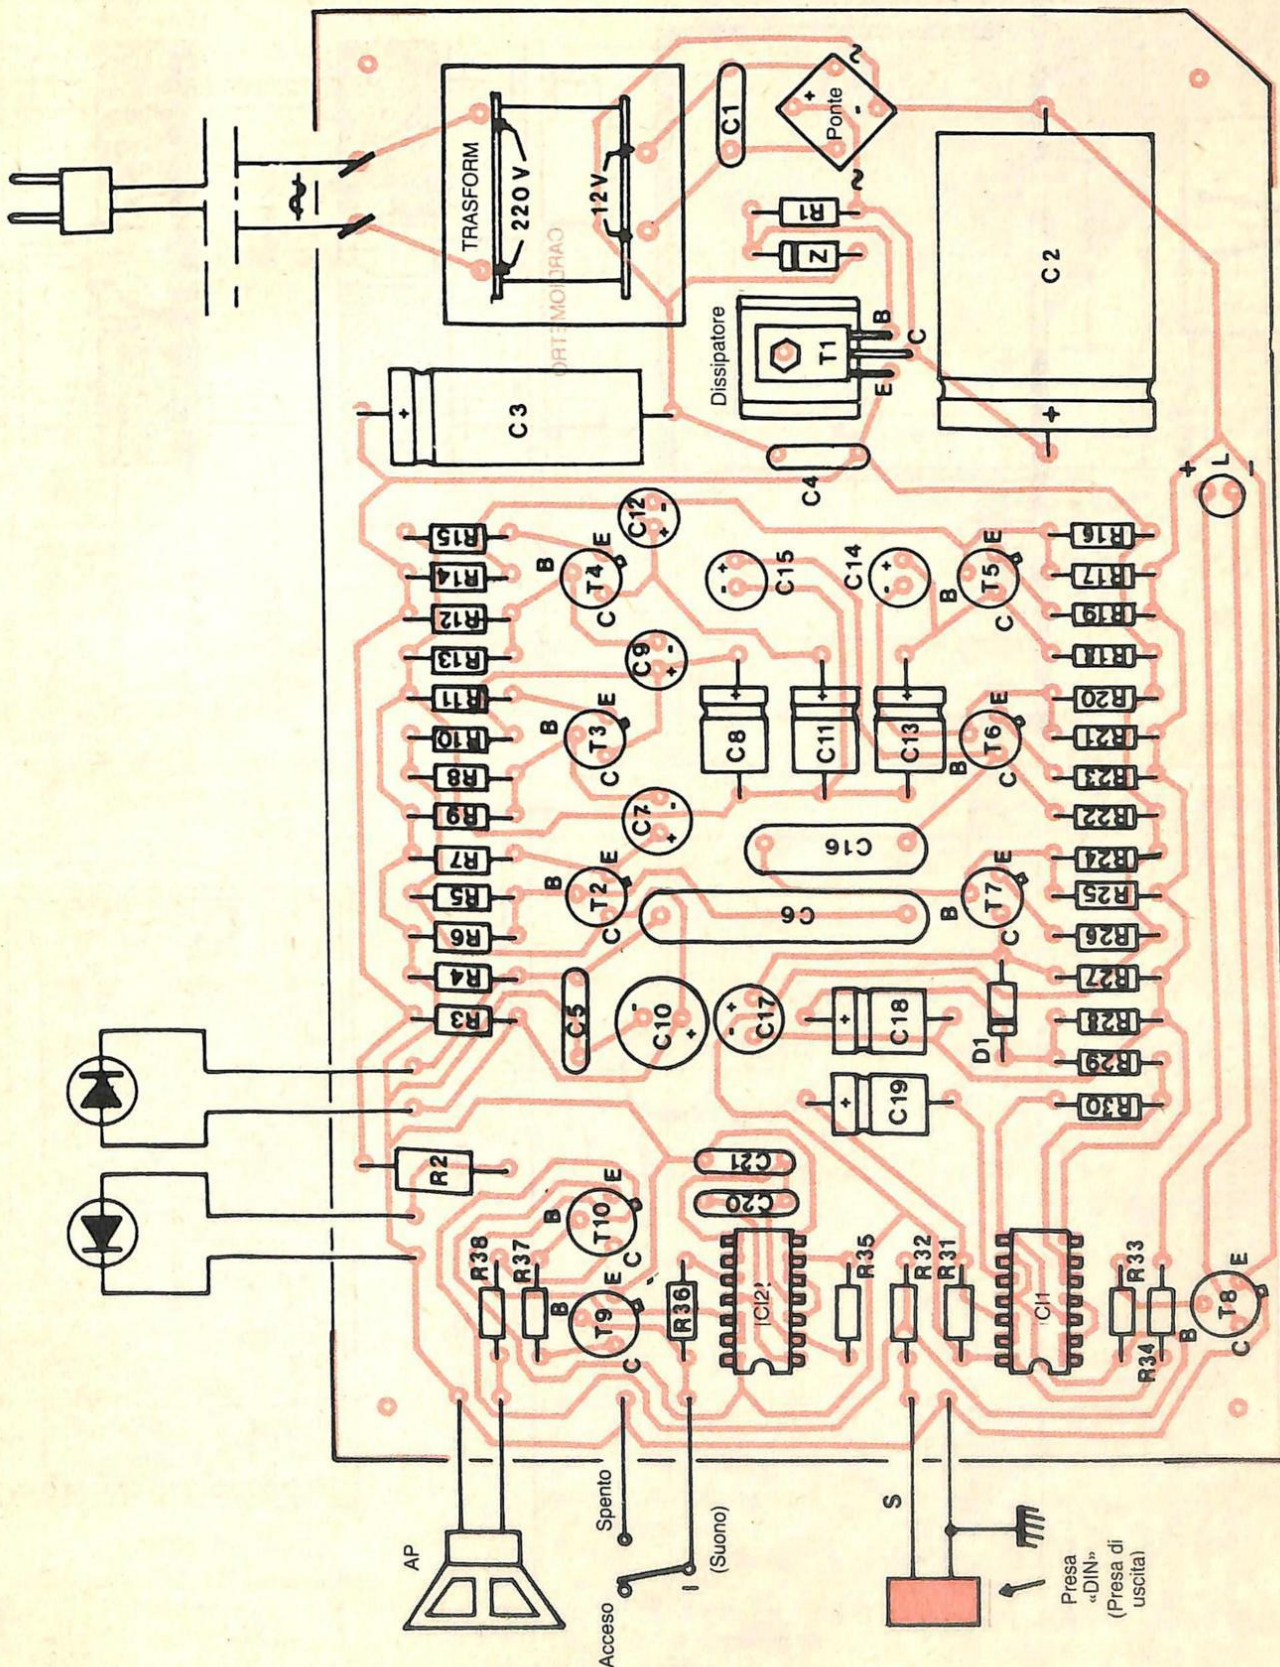 TRASFORM
220 V
12 V
CARDIOMETRO
C1
Ponte
+
-
~
~
R1
Z
C2
+
Dissipatore
T1
B
C
E
C3
+
C4
+
L
-
R15
R14
R12
R13
R11
R10
R8
R9
R7
R5
R6
R4
R3
C12
+
-
B
T4
E
C
C15
-
+
C14
-
+
B
T5
E
C
R16
R17
R19
R18
R20
R21
R23
R22
R24
R25
R26
R27
R28
R29
R30
C9
+
-
B
T3
E
C
C8
+
C11
+
C13
+
B
T6
E
C
C7
+
-
C16
B
T2
E
C
C6
B
T7
E
C
C5
C10
-
+
C17
-
+
C18
+
C19
+
D1
R2
C21
C20
B
T10
E
C
R38
R37
B
T9
E
C
R36
CI2
R35
R32
R31
CI1
R33
R34
B
T8
E
C
AP
Acceso
Spento
(Suono)
S
Presa
«DIN»
(Presa di
uscita)